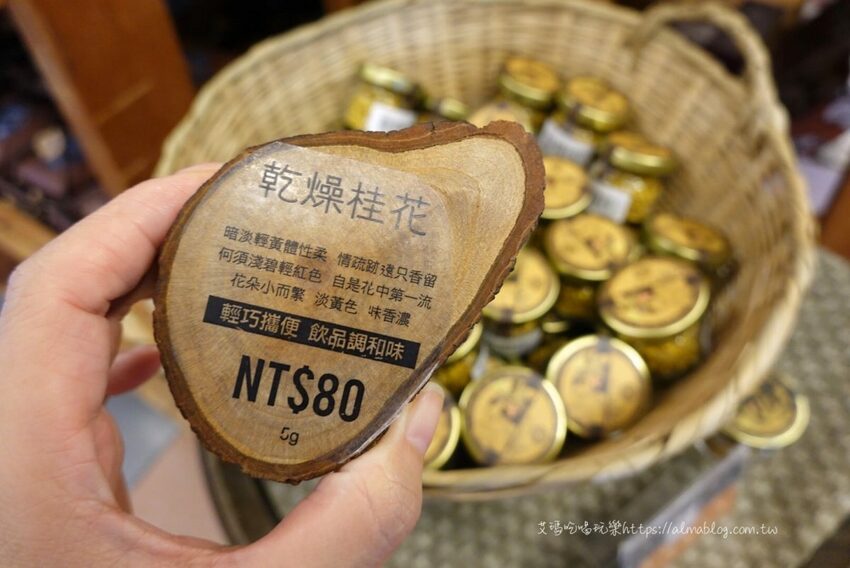 乾燥桂花
暗淡輕黃體性柔 情疏跡遠只香留
何須淺碧輕紅色 自是花中第一流
花朵小而繁 淡黃色 味香濃
輕巧攜便 飲品調和味
NT$80
5g
艾瑪吃喝玩樂https://almablog.com.tw